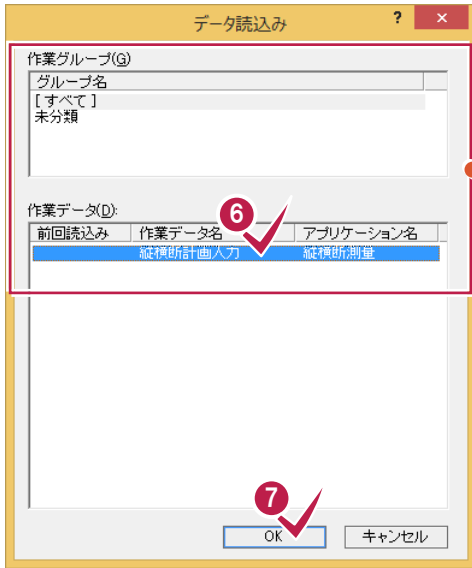 データ読込み ? ×
作業グループ(G)
グループ名
[すべて]
未分類
作業データ(D):
6
前回読込み 作業データ名 アプリケーション名
縦横断計画入力 縦横断測量
7
OK キャンセル